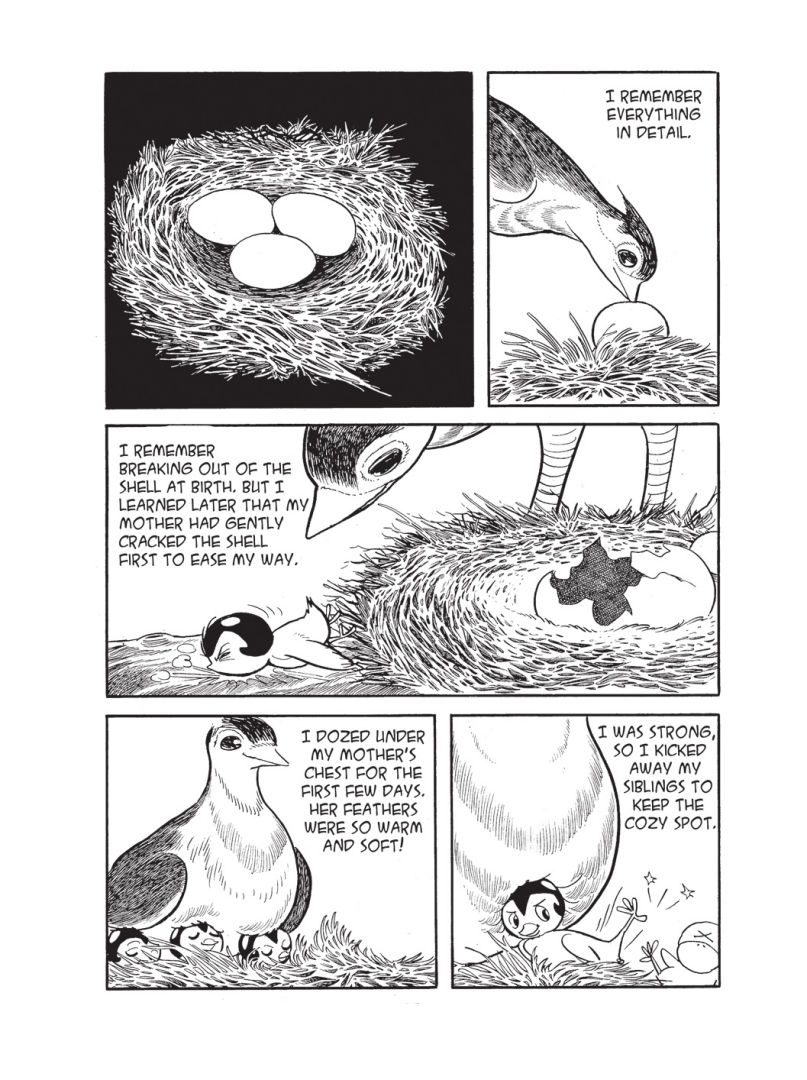 I REMEMBER
EVERYTHING
IN DETAIL.
I REMEMBER
BREAKING OUT OF THE
SHELL AT BIRTH. BUT I
LEARNED LATER THAT MY
MOTHER HAD GENTLY
CRACKED THE SHELL
FIRST TO EASE MY WAY.
I DOZED UNDER
MY MOTHER'S
CHEST FOR THE
FIRST FEW DAYS.
HER FEATHERS
WERE SO WARM
AND SOFT!
I WAS STRONG,
SO I KICKED
AWAY MY
SIBLINGS TO
KEEP THE
COZY SPOT.